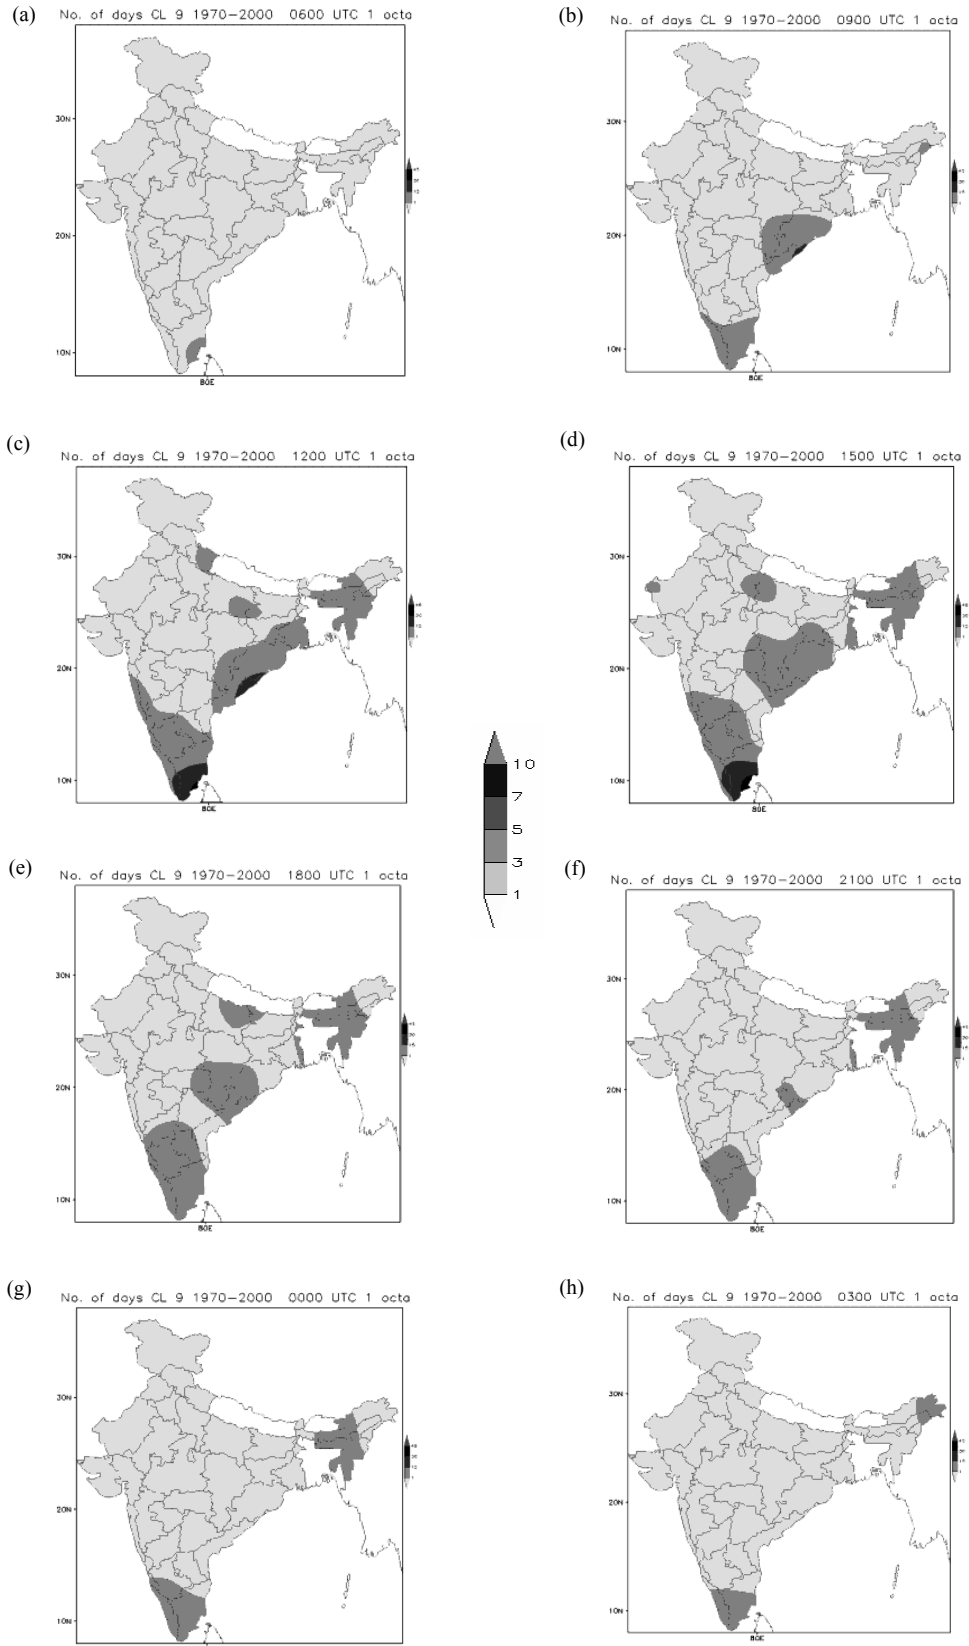 (a)
No. of days CL 9 1970-2000 0600 UTC 1 octa
30N
20N
10N
80E
(b)
No. of days CL 9 1970-2000 0900 UTC 1 octa
30N
20N
10N
80E
(c)
No. of days CL 9 1970-2000 1200 UTC 1 octa
30N
20N
10N
80E
(d)
No. of days CL 9 1970-2000 1500 UTC 1 octa
30N
20N
10N
80E
10
7
5
3
1
(e)
No. of days CL 9 1970-2000 1800 UTC 1 octa
30N
20N
10N
80E
(f)
No. of days CL 9 1970-2000 2100 UTC 1 octa
30N
20N
10N
80E
(g)
No. of days CL 9 1970-2000 0000 UTC 1 octa
30N
20N
10N
(h)
No. of days CL 9 1970-2000 0300 UTC 1 octa
30N
20N
10N
80E